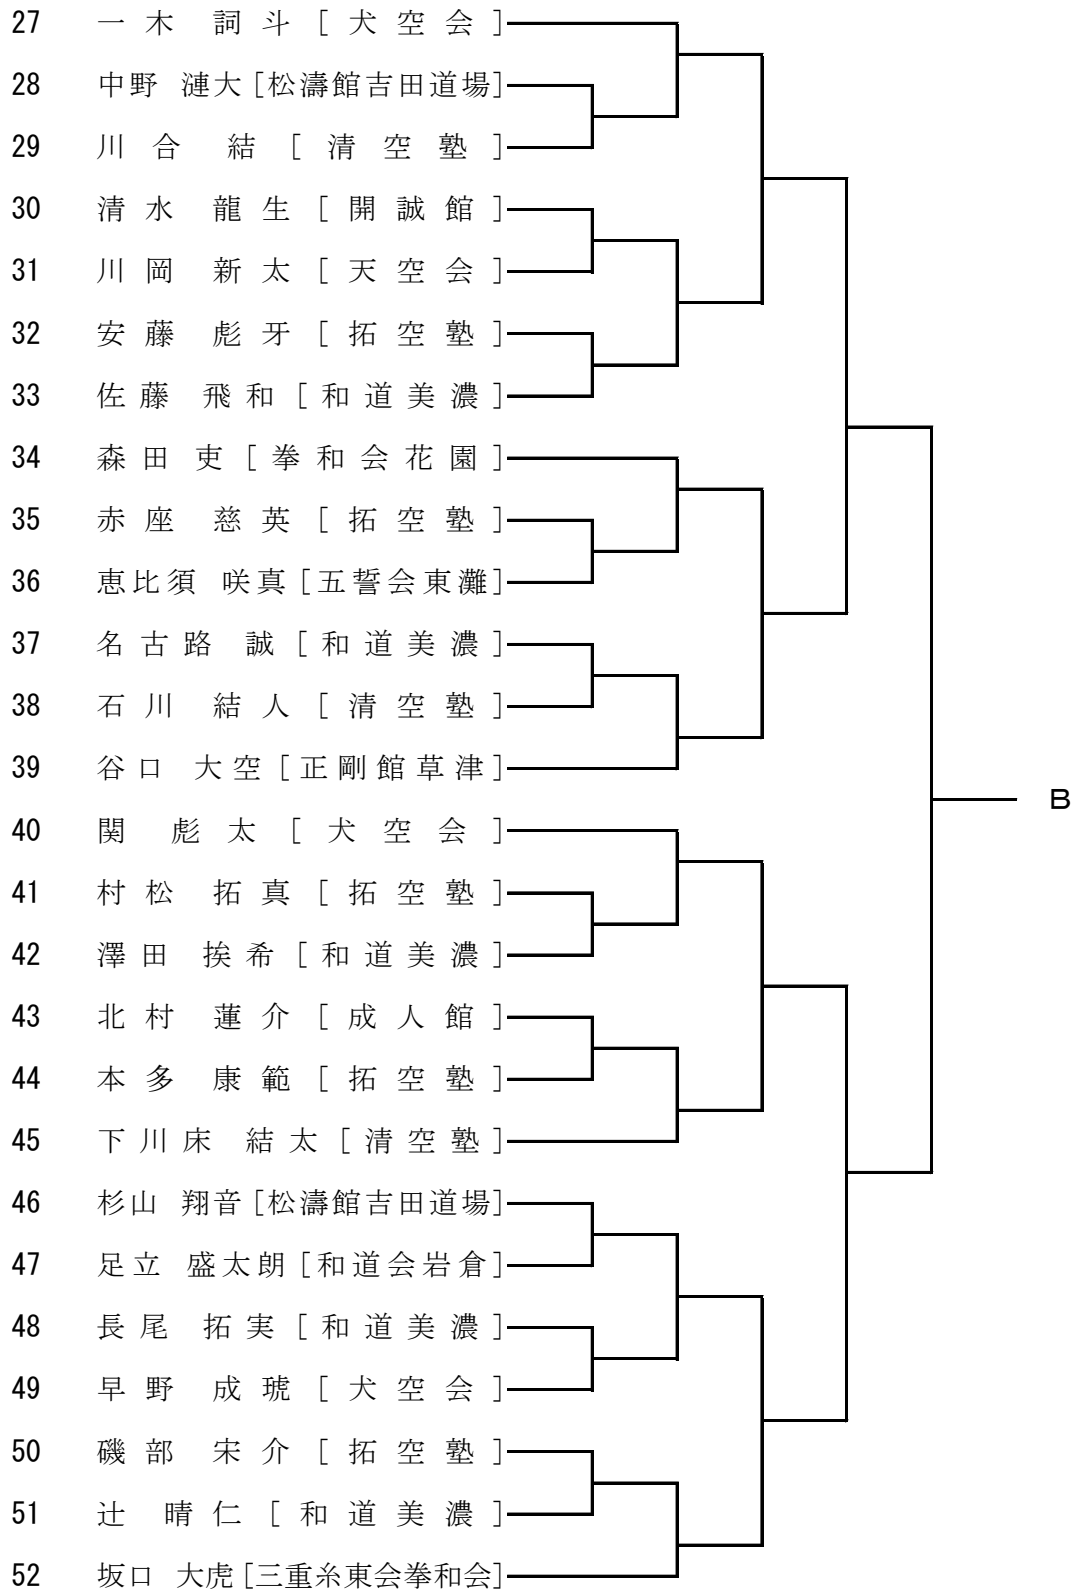 27 一木 詞斗 [犬空会]
28 中野 漣大 [松濤館吉田道場]
29 川合 結 [清空塾]
30 清水 龍生 [開誠館]
31 川岡 新太 [天空会]
32 安藤 彪牙 [拓空塾]
33 佐藤 飛和 [和道美濃]
34 森田 吏 [拳和会花園]
35 赤座 慈英 [拓空塾]
36 恵比須 咲真 [五誓会東灘]
37 名古路 誠 [和道美濃]
38 石川 結人 [清空塾]
39 谷口 大空 [正剛館草津]
B
40 関 彪太 [犬空会]
41 村松 拓真 [拓空塾]
42 澤田 挨希 [和道美濃]
43 北村 蓮介 [成人館]
44 本多 康範 [拓空塾]
45 下川床 結太 [清空塾]
46 杉山 翔音 [松濤館吉田道場]
47 足立 盛太朗 [和道会岩倉]
48 長尾 拓実 [和道美濃]
49 早野 成琥 [犬空会]
50 磯部 宋介 [拓空塾]
51 辻 晴仁 [和道美濃]
52 坂口 大虎 [三重糸東会拳和会]